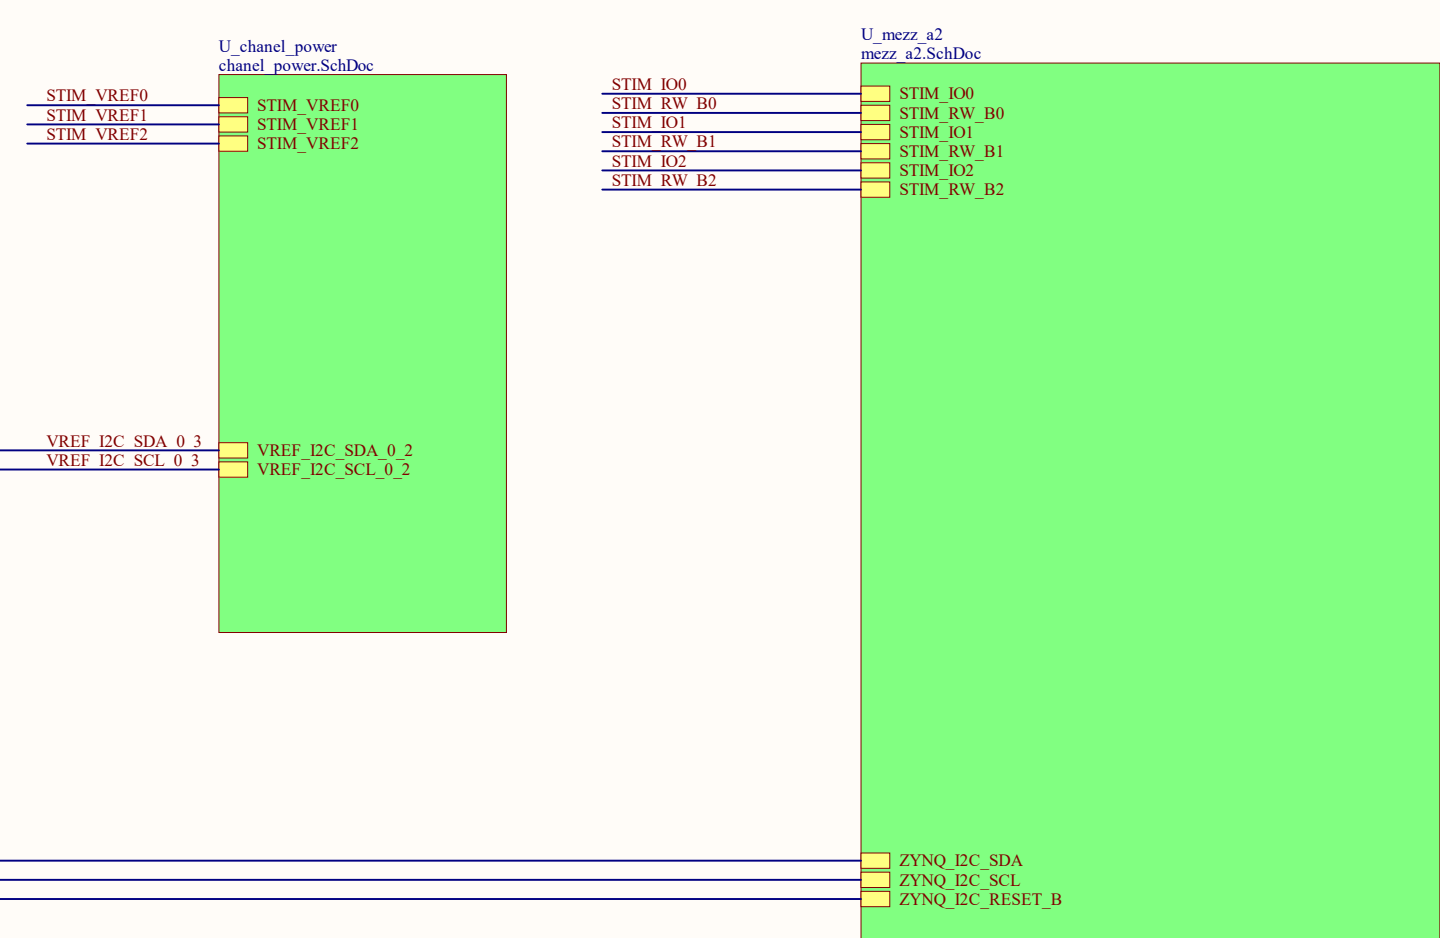 U_chanel_power
chanel_power.SchDoc
STIM_VREF0
STIM_VREF1
STIM_VREF2
STIM_VREF0
STIM_VREF1
STIM_VREF2
VREF_I2C_SDA_0_3
VREF_I2C_SCL_0_3
VREF_I2C_SDA_0_2
VREF_I2C_SCL_0_2
U_mezz_a2
mezz_a2.SchDoc
STIM_IO0
STIM_RW_B0
STIM_IO1
STIM_RW_B1
STIM_IO2
STIM_RW_B2
STIM_IO0
STIM_RW_B0
STIM_IO1
STIM_RW_B1
STIM_IO2
STIM_RW_B2
ZYNQ_I2C_SDA
ZYNQ_I2C_SCL
ZYNQ_I2C_RESET_B